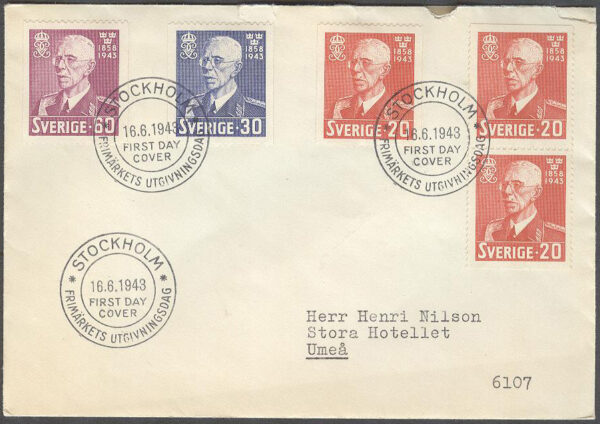 1858
1943
SVERIGE·60
1858
1943
SVERIGE·30
1858
1943
SVERIGE·20
1858
1943
SVERIGE·20
1858
1943
SVERIGE·20
STOCKHOLM
16.6.1943
FIRST DAY
COVER
FRIMÄRKETS UTGIVNINGSDAG
STOCKHOLM
16.6.1943
FIRST DAY
COVER
FRIMÄRKETS UTGIVNINGSDAG
STOCKHOLM
16.6.1943
FIRST DAY
COVER
FRIMÄRKETS UTGIVNINGSDAG
Herr Henri Nilson
Stora Hotellet
Umeå
6107